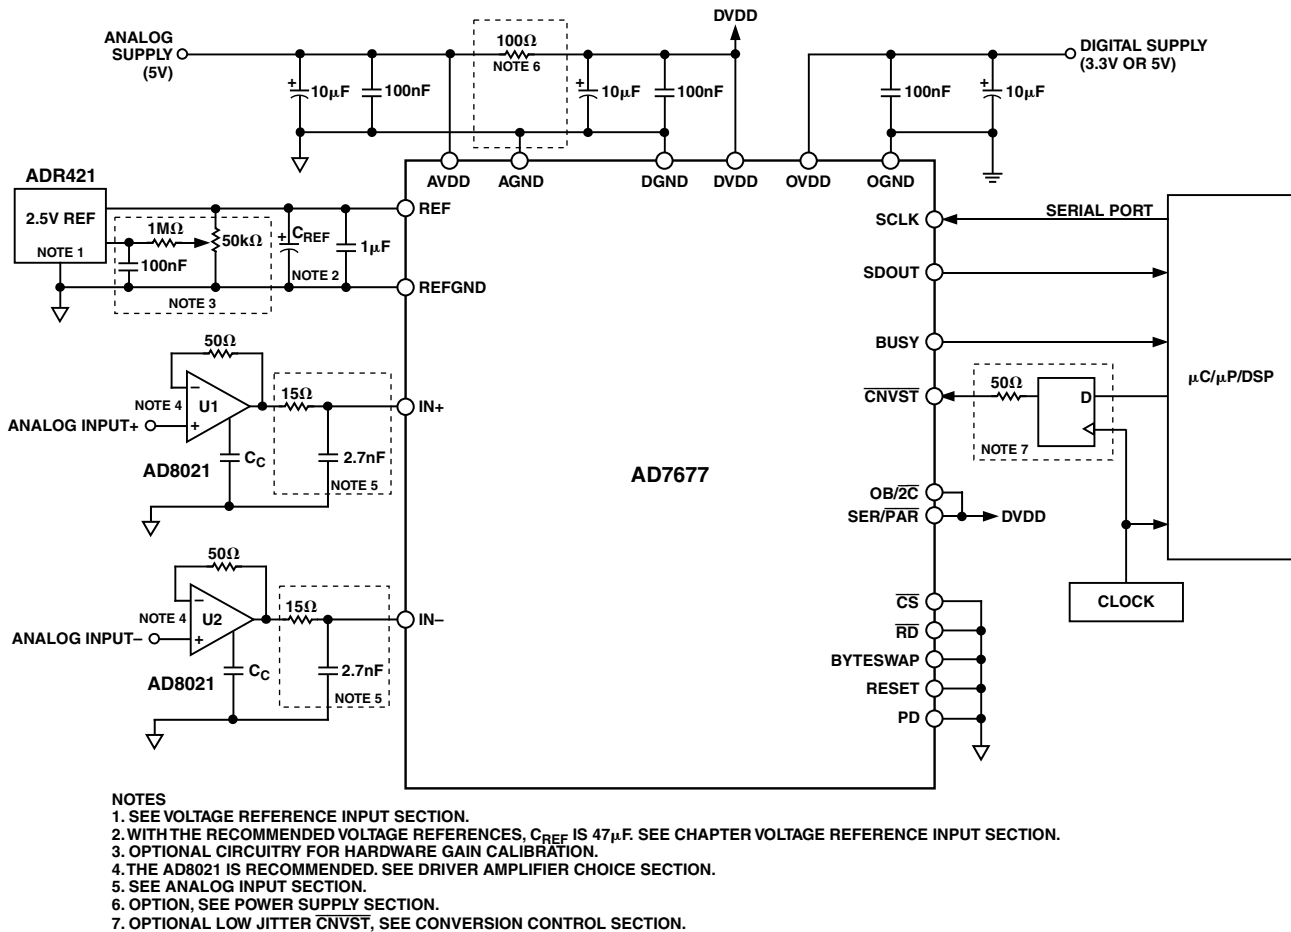 ANALOG
SUPPLY
(5V)
100Ω
NOTE 6
DVDD
DIGITAL SUPPLY
(3.3V OR 5V)
+
10μF
100nF
+
10μF
100nF
100nF
+
10μF
AVDD
AGND
DGND
DVDD
OVDD
OGND
ADR421
2.5V REF
NOTE 1
1MΩ
50kΩ
100nF
NOTE 3
+
CREF
NOTE 2
1μF
REF
REFGND
SCLK
SERIAL PORT
SDOUT
BUSY
CNVST
50Ω
D
NOTE 7
μC/μP/DSP
50Ω
NOTE 4
−
U1
+
ANALOG INPUT+
AD8021
CC
15Ω
2.7nF
NOTE 5
IN+
AD7677
OB/2C
SER/PAR
DVDD
CLOCK
50Ω
NOTE 4
−
U2
+
ANALOG INPUT−
AD8021
CC
15Ω
2.7nF
NOTE 5
IN−
CS
RD
BYTESWAP
RESET
PD
NOTES
1. SEE VOLTAGE REFERENCE INPUT SECTION.
2. WITH THE RECOMMENDED VOLTAGE REFERENCES, CREF IS 47μF. SEE CHAPTER VOLTAGE REFERENCE INPUT SECTION.
3. OPTIONAL CIRCUITRY FOR HARDWARE GAIN CALIBRATION.
4. THE AD8021 IS RECOMMENDED. SEE DRIVER AMPLIFIER CHOICE SECTION.
5. SEE ANALOG INPUT SECTION.
6. OPTION, SEE POWER SUPPLY SECTION.
7. OPTIONAL LOW JITTER CNVST, SEE CONVERSION CONTROL SECTION.